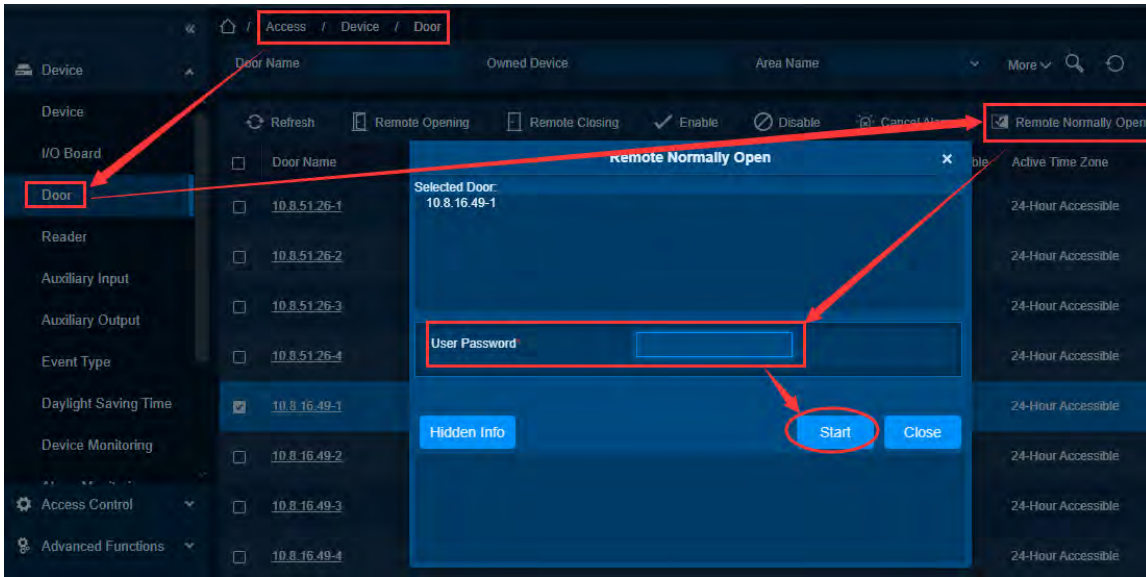 « / Access / Device / Door
Device
Door Name Owned Device Area Name More
Device
Refresh Remote Opening Remote Closing Enable Disable Cancel Remote Normally Open
I/O Board
Door Name Remote Normally Open × ble Active Time Zone
Door
Selected Door:
10.8.16.49-1
10.8.51.26-1 24-Hour Accessible
Reader
10.8.51.26-2 24-Hour Accessible
Auxiliary Input
10.8.51.26-3 24-Hour Accessible
Auxiliary Output
User Password*
Event Type
10.8.51.26-4 24-Hour Accessible
Daylight Saving Time
10.8.16.49-1 24-Hour Accessible
Hidden Info Start Close
Device Monitoring
10.8.16.49-2 24-Hour Accessible
Access Control
10.8.16.49-3 24-Hour Accessible
Advanced Functions
10.8.16.49-4 24-Hour Accessible